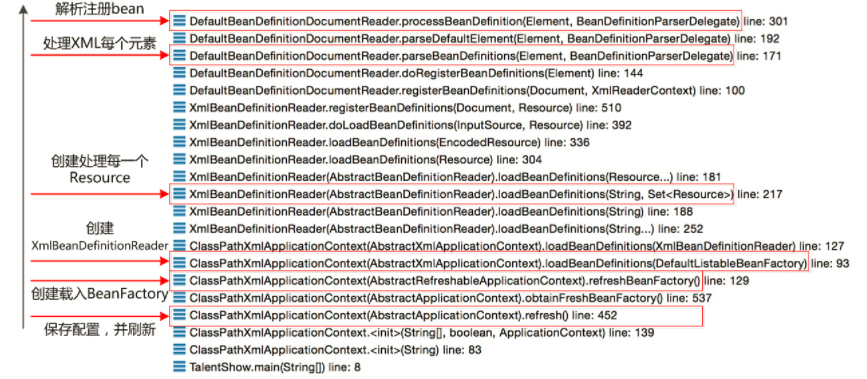 解析注册bean
DefaultBeanDefinitionDocumentReader.processBeanDefinition(Element, BeanDefinitionParserDelegate) line: 301
DefaultBeanDefinitionDocumentReader.parseDefaultElement(Element, BeanDefinitionParserDelegate) line: 192
处理XML每个元素
DefaultBeanDefinitionDocumentReader.parseBeanDefinitions(Element, BeanDefinitionParserDelegate) line: 171
DefaultBeanDefinitionDocumentReader.doRegisterBeanDefinitions(Element) line: 144
DefaultBeanDefinitionDocumentReader.registerBeanDefinitions(Document, XmlReaderContext) line: 100
XmlBeanDefinitionReader.registerBeanDefinitions(Document, Resource) line: 510
XmlBeanDefinitionReader.doLoadBeanDefinitions(InputSource, Resource) line: 392
XmlBeanDefinitionReader.loadBeanDefinitions(EncodedResource) line: 336
XmlBeanDefinitionReader.loadBeanDefinitions(Resource) line: 304
创建处理每一个
Resource
XmlBeanDefinitionReader(AbstractBeanDefinitionReader).loadBeanDefinitions(Resource...) line: 181
XmlBeanDefinitionReader(AbstractBeanDefinitionReader).loadBeanDefinitions(String, Set<Resource>) line: 217
XmlBeanDefinitionReader(AbstractBeanDefinitionReader).loadBeanDefinitions(String) line: 188
XmlBeanDefinitionReader(AbstractBeanDefinitionReader).loadBeanDefinitions(String...) line: 252
创建
XmlBeanDefinitionReader
ClassPathXmlApplicationContext(AbstractXmlApplicationContext).loadBeanDefinitions(XmlBeanDefinitionReader) line: 127
ClassPathXmlApplicationContext(AbstractXmlApplicationContext).loadBeanDefinitions(DefaultListableBeanFactory) line: 93
ClassPathXmlApplicationContext(AbstractRefreshableApplicationContext).refreshBeanFactory() line: 129
创建载入BeanFactory
ClassPathXmlApplicationContext(AbstractApplicationContext).obtainFreshBeanFactory() line: 537
ClassPathXmlApplicationContext(AbstractApplicationContext).refresh() line: 452
保存配置，并刷新
ClassPathXmlApplicationContext.<init>(String[], boolean, ApplicationContext) line: 139
ClassPathXmlApplicationContext.<init>(String) line: 83
TalentShow.main(String[]) line: 8